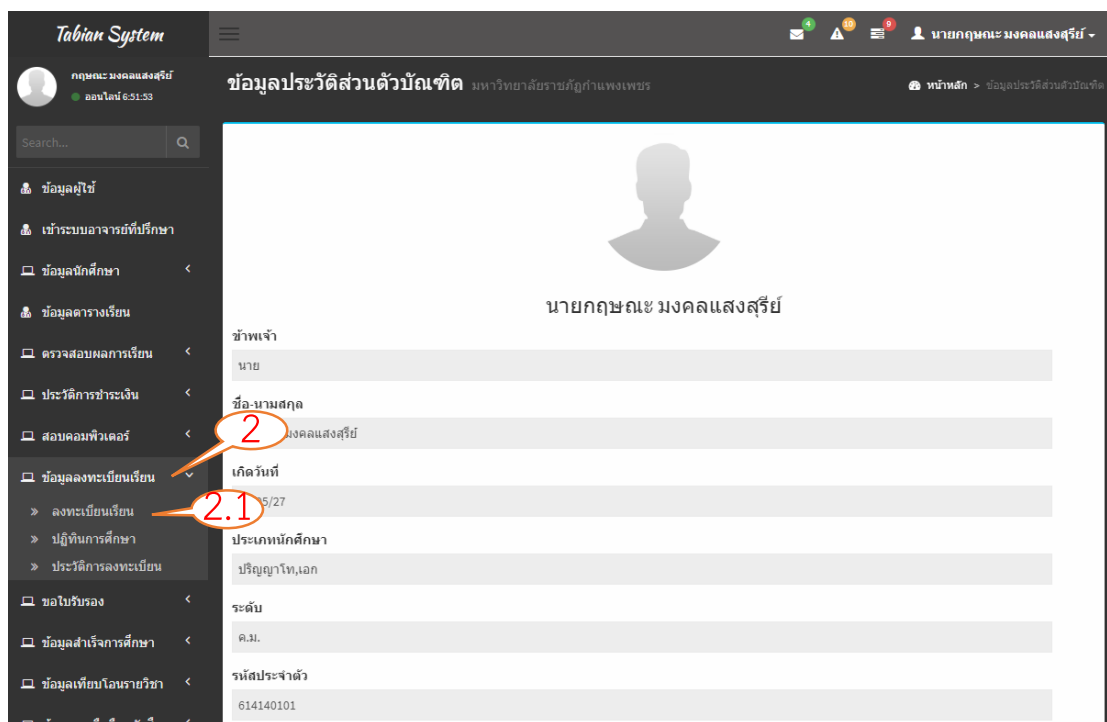 Tabian System
4
10
9
นายกฤษณะ มงคลแสงสุรีย์
กฤษณะ มงคลแสงสุรีย์
ออนไลน์ 6:51:53
ข้อมูลประวัติส่วนตัวบัณฑิต มหาวิทยาลัยราชภัฏกำแพงเพชร
หน้าหลัก > ข้อมูลประวัติส่วนตัวบัณฑิต
Search...
ข้อมูลผู้ใช้
เข้าระบบอาจารย์ที่ปรึกษา
ข้อมูลนักศึกษา
ข้อมูลตารางเรียน
ตรวจสอบผลการเรียน
ประวัติการชำระเงิน
สอบคอมพิวเตอร์
ข้อมูลลงทะเบียนเรียน
» ลงทะเบียนเรียน
» ปฏิทินการศึกษา
» ประวัติการลงทะเบียน
ขอใบรับรอง
ข้อมูลสำเร็จการศึกษา
ข้อมูลเทียบโอนรายวิชา
2
2.1
นายกฤษณะ มงคลแสงสุรีย์
ข้าพเจ้า
นาย
ชื่อ-นามสกุล
มงคลแสงสุรีย์
เกิดวันที่
05/27
ประเภทนักศึกษา
ปริญญาโท,เอก
ระดับ
ค.ม.
รหัสประจำตัว
614140101